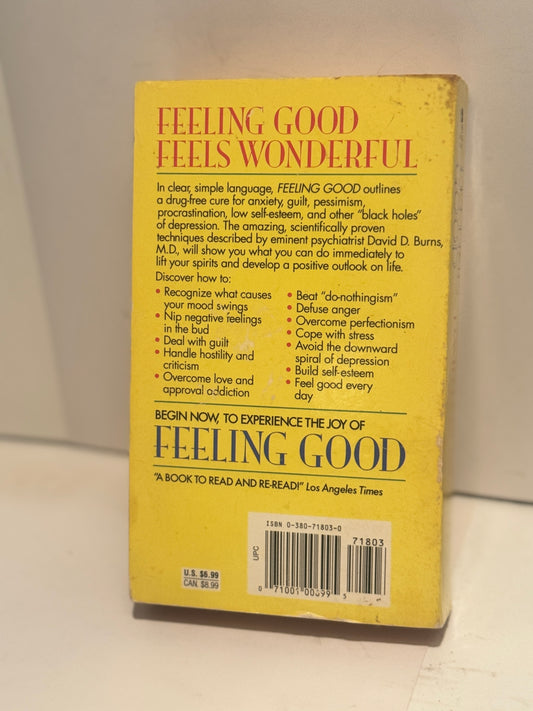 FEELING GOOD
FEELS WONDERFUL
In clear, simple language, FEELING GOOD outlines
a drug-free cure for anxiety, guilt, pessimism,
procrastination, low self-esteem, and other "black holes"
of depression. The amazing, scientifically proven
techniques described by eminent psychiatrist David D. Burns,
M.D., will show you what you can do immediately to
lift your spirits and develop a positive outlook on life.
Discover how to:
• Recognize what causes
your mood swings
• Nip negative feelings
in the bud
• Deal with guilt
• Handle hostility and
criticism
• Overcome love and
approval addiction
• Beat "do-nothingism"
• Defuse anger
• Overcome perfectionism
• Cope with stress
• Avoid the downward
spiral of depression
• Build self-esteem
• Feel good every
day
BEGIN NOW, TO EXPERIENCE THE JOY OF
FEELING GOOD
"A BOOK TO READ AND RE-READ!" Los Angeles Times
ISBN 0-380-71803-0
71803
UPC
U.S. $6.99
CAN. $8.99
0 71001 00699 5